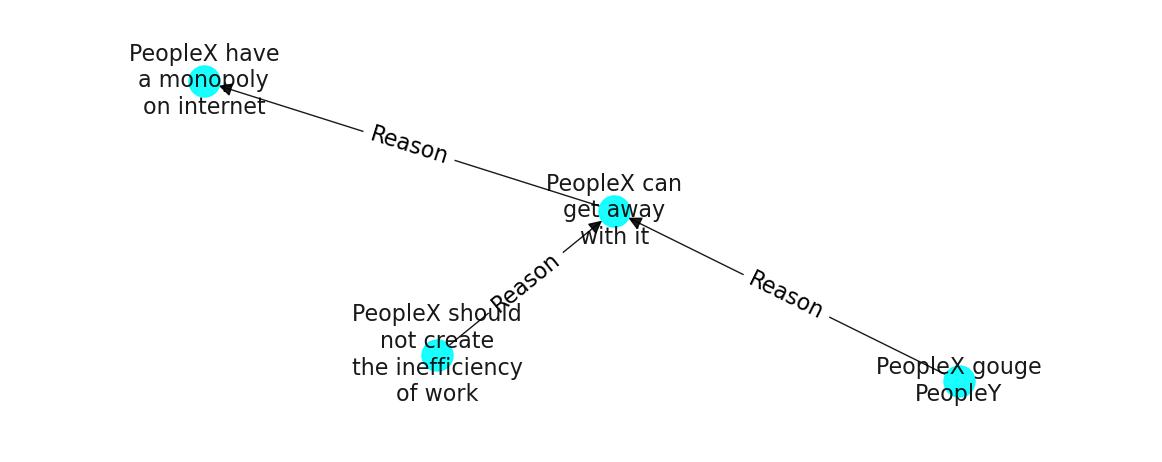 PeopleX have
a monopoly
on internet
Reason
PeopleX can
get away
with it
Reason
PeopleX should
not create
the inefficiency
of work
Reason
PeopleX gouge
PeopleY